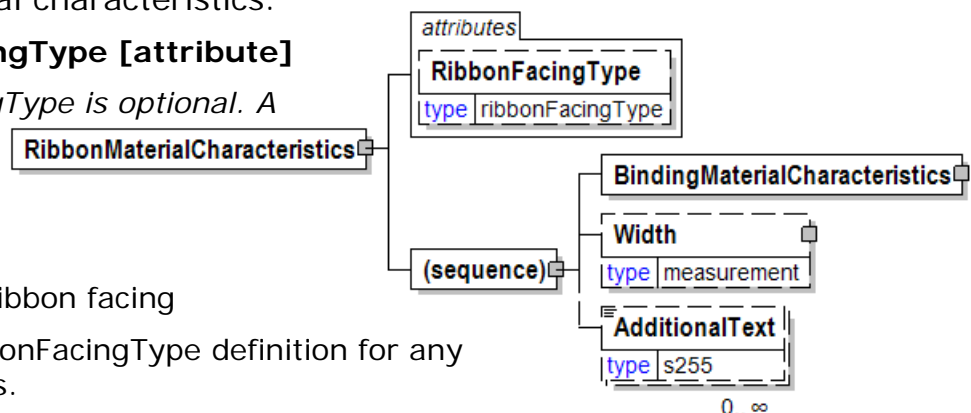 al characteristics.
ngType [attribute]
gType is optional. A
ibbon facing
onFacingType definition for any
s.
attributes
RibbonFacingType
type ribbonFacingType
RibbonMaterialCharacteristics
(sequence)
BindingMaterialCharacteristics
Width
type measurement
AdditionalText
type s255
0 ∞